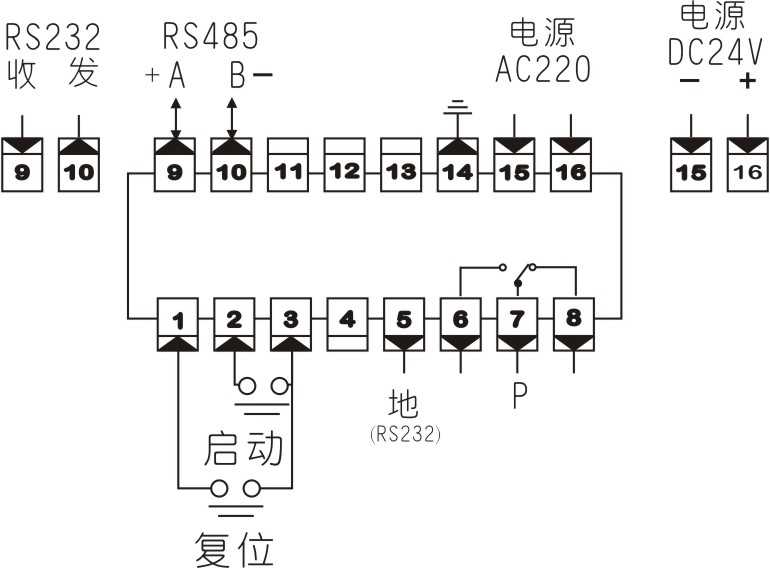 RS232
收 发
RS485
+A B−
电源
AC220
电源
DC24V
− +
9 10
9 10 11 12 13 14 15 16
15 16
1 2 3 4 5 6 7 8
地
(RS232)
P
启动
复位